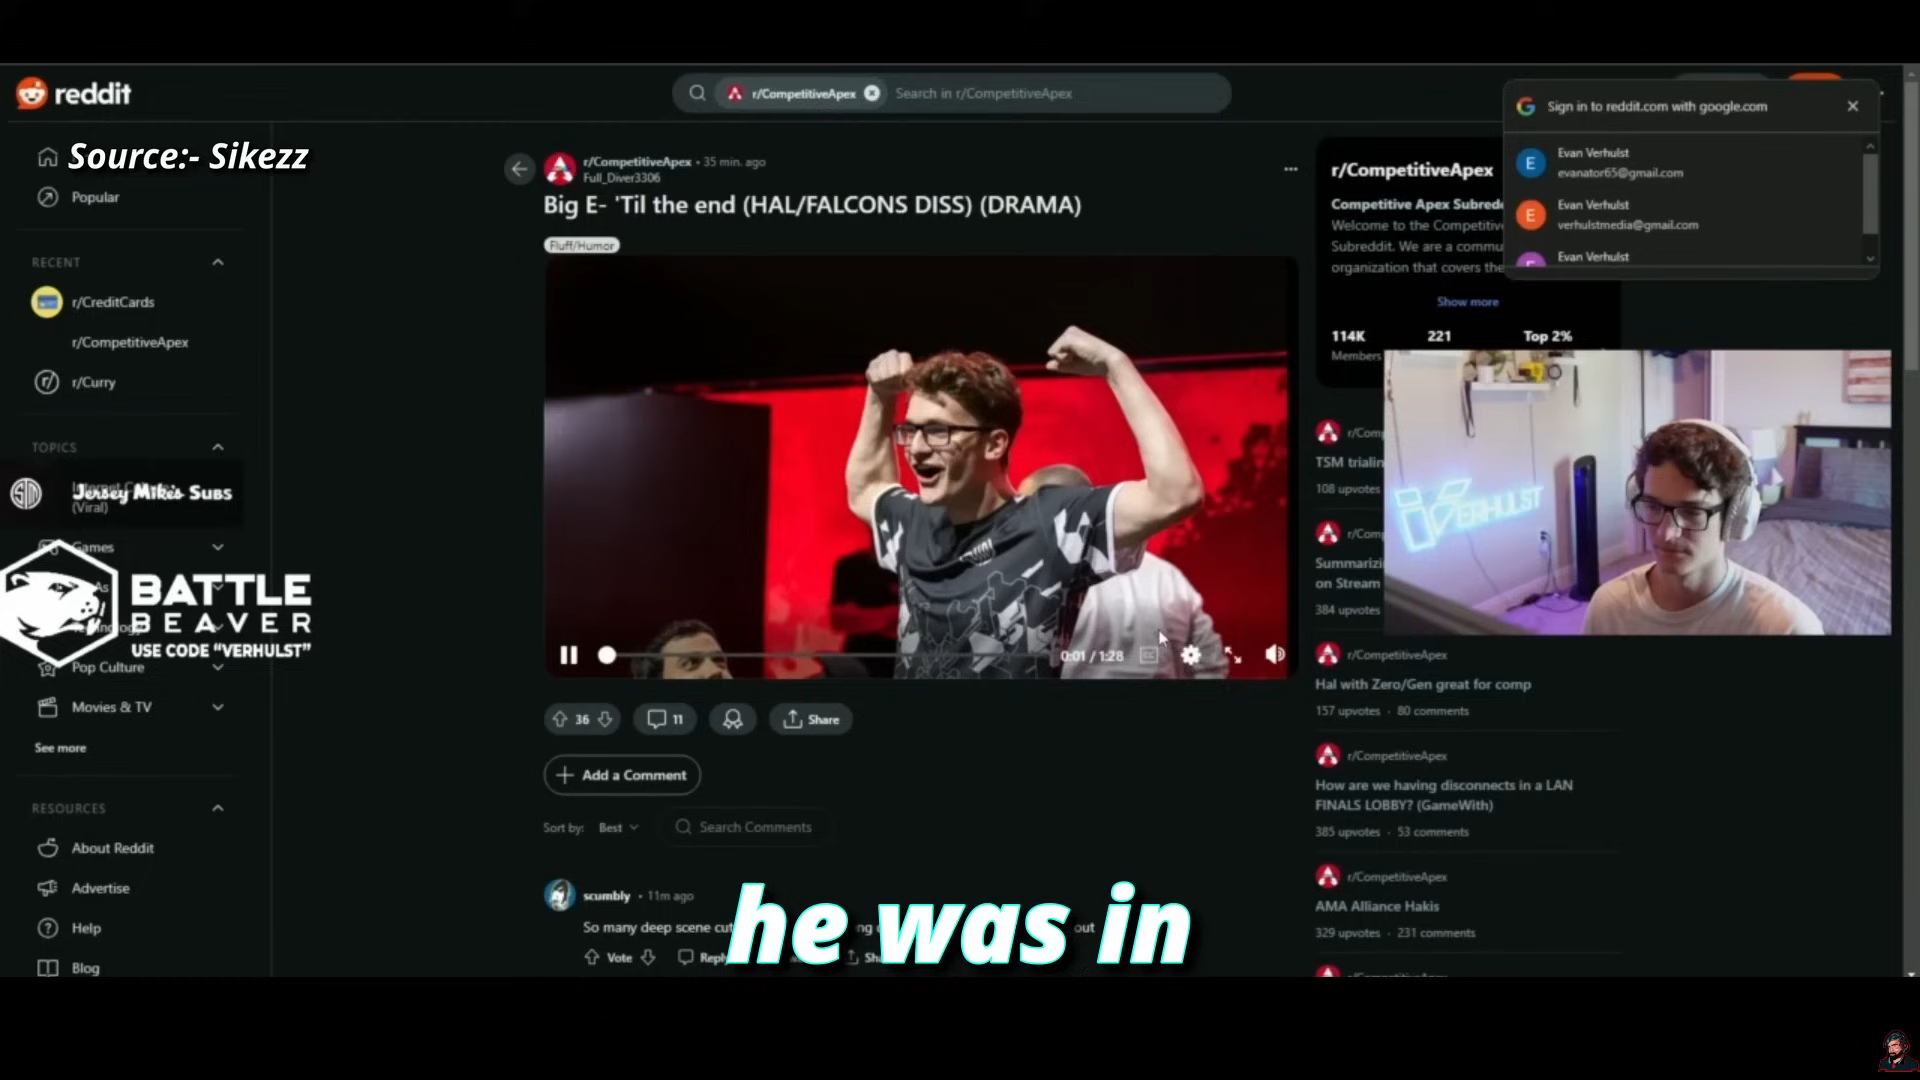 reddit
r/CompetitiveApex
Search in r/CompetitiveApex
Sign in to reddit.com with google.com
Evan Verhulst
evanator65@gmail.com
Evan Verhulst
verhulstmedia@gmail.com
Evan Verhulst
Source:- Sikezz
Popular
RECENT
r/CreditCards
r/CompetitiveApex
r/Curry
TOPICS
Jersey Mike's Subs
(Viral)
Games
BATTLE
BEAVER
USE CODE “VERHULST”
Pop Culture
Movies & TV
See more
RESOURCES
About Reddit
Advertise
Help
Blog
r/CompetitiveApex • 35 min. ago
Full_Diver3306
Big E- 'Til the end (HAL/FALCONS DISS) (DRAMA)
Fluff/Humor
0:01 / 1:28
36
11
Share
Add a Comment
Sort by: Best
Search Comments
scumbly • 11m ago
So many deep scene
out
Vote
he was in
r/CompetitiveApex
Competitive Apex
Welcome to the
Subreddit. We are a
organization that covers the
Show more
114K
221
Top 2%
Members
VERHULST
TSM
108 upvotes
on Stream
384 upvotes
r/CompetitiveApex
Hal with Zero/Gen great for comp
157 upvotes · 80 comments
r/CompetitiveApex
How are we having disconnects in a LAN
FINALS LOBBY? (GameWith)
385 upvotes · 53 comments
r/CompetitiveApex
AMA Alliance Hakis
329 upvotes · 231 comments